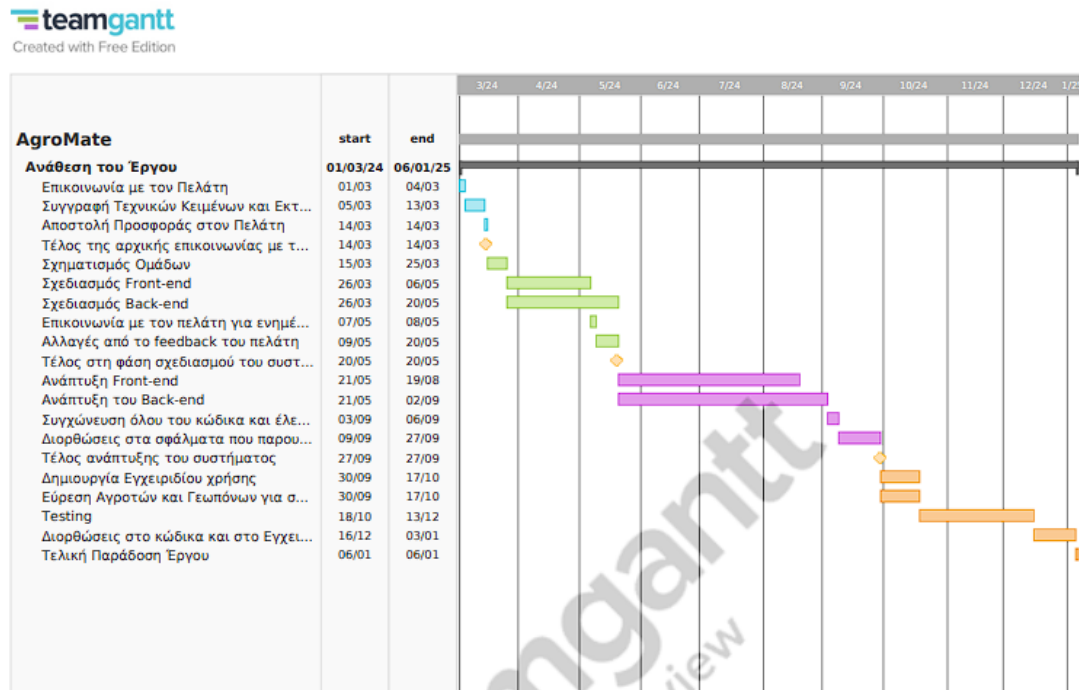 teamgantt
Created with Free Edition
3/24 4/24 5/24 6/24 7/24 8/24 9/24 10/24 11/24 12/24 1/25
AgroMate start end
Ανάθεση του Έργου 01/03/24 06/01/25
Επικοινωνία με τον Πελάτη 01/03 04/03
Συγγραφή Τεχνικών Κειμένων και Εκτ... 05/03 13/03
Αποστολή Προσφοράς στον Πελάτη 14/03 14/03
Τέλος της αρχικής επικοινωνίας με τ... 14/03 14/03
Σχηματισμός Ομάδων 15/03 25/03
Σχεδιασμός Front-end 26/03 06/05
Σχεδιασμός Back-end 26/03 20/05
Επικοινωνία με τον πελάτη για ενημέ... 07/05 08/05
Αλλαγές από το feedback του πελάτη 09/05 20/05
Τέλος στη φάση σχεδιασμού του συστ... 20/05 20/05
Ανάπτυξη Front-end 21/05 19/08
Ανάπτυξη του Back-end 21/05 02/09
Συγχώνευση όλου του κώδικα και έλε... 03/09 06/09
Διορθώσεις στα σφάλματα που παρου... 09/09 27/09
Τέλος ανάπτυξης του συστήματος 27/09 27/09
Δημιουργία Εγχειριδίου χρήσης 30/09 17/10
Εύρεση Αγροτών και Γεωπόνων για σ... 30/09 17/10
Testing 18/10 13/12
Διορθώσεις στο κώδικα και στο Εγχει... 16/12 03/01
Τελική Παράδοση Έργου 06/01 06/01